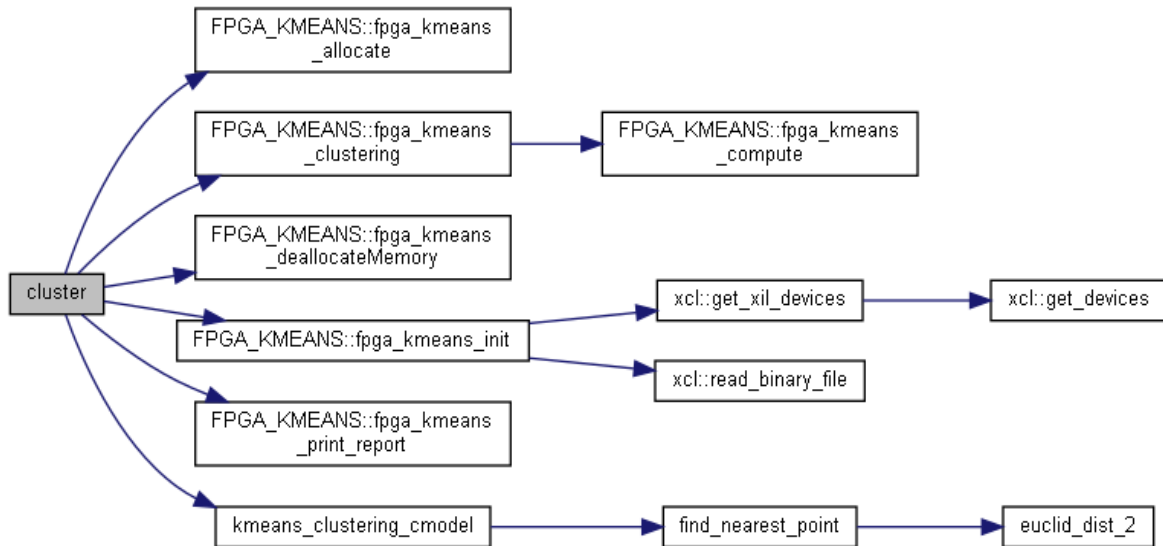 FPGA_KMEANS::fpga_kmeans
_allocate
FPGA_KMEANS::fpga_kmeans
_clustering
FPGA_KMEANS::fpga_kmeans
_compute
FPGA_KMEANS::fpga_kmeans
_deallocateMemory
cluster
xcl::get_xil_devices
xcl::get_devices
FPGA_KMEANS::fpga_kmeans_init
xcl::read_binary_file
FPGA_KMEANS::fpga_kmeans
_print_report
kmeans_clustering_cmodel
find_nearest_point
euclid_dist_2